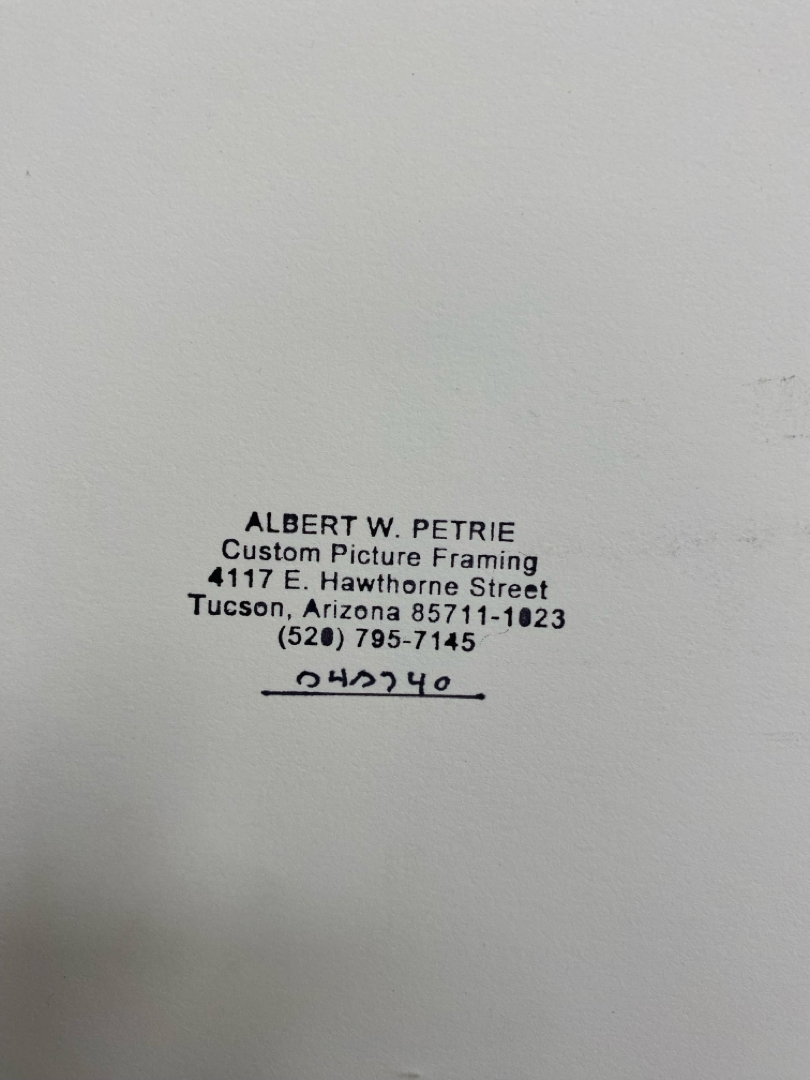 ALBERT W. PETRIE
Custom Picture Framing
4117 E. Hawthorne Street
Tucson, Arizona 85711-1023
(520) 795-7145